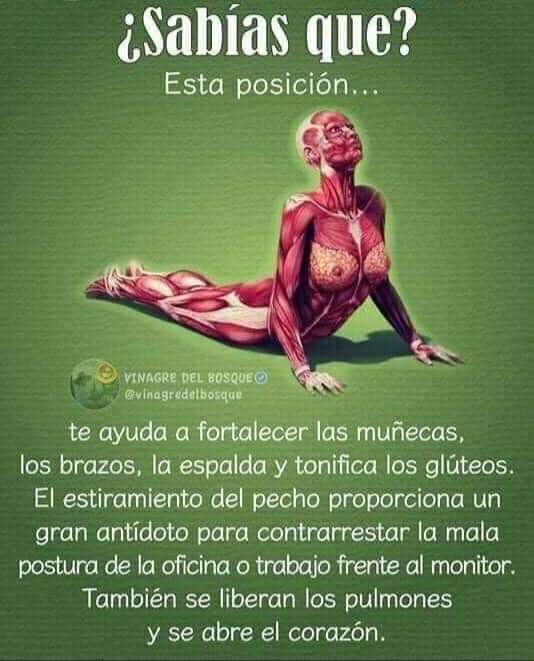 ¿Sabías que?
Esta posición...
VINAGRE DEL BOSQUE
@vinagredelbosque
te ayuda a fortalecer las muñecas,
los brazos, la espalda y tonifica los glúteos.
El estiramiento del pecho proporciona un
gran antídoto para contrarrestar la mala
postura de la oficina o trabajo frente al monitor.
También se liberan los pulmones
y se abre el corazón.